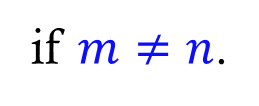 if m ≠ n.